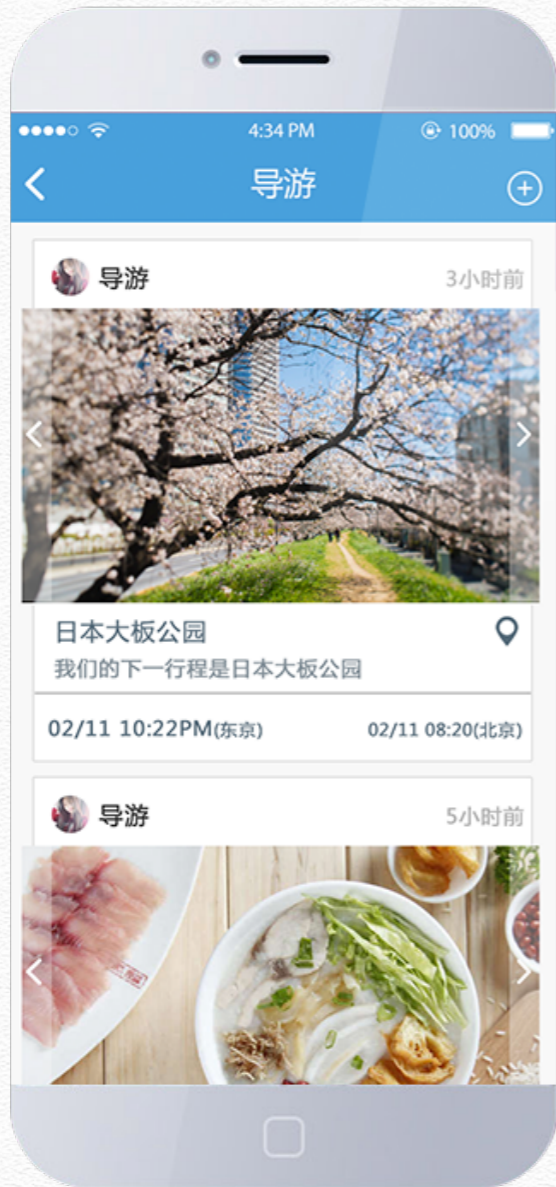 4:34 PM 100%
导游
导游 3小时前
日本大板公园
我们的下一行程是日本大板公园
02/11 10:22PM(东京) 02/11 08:20(北京)
导游 5小时前